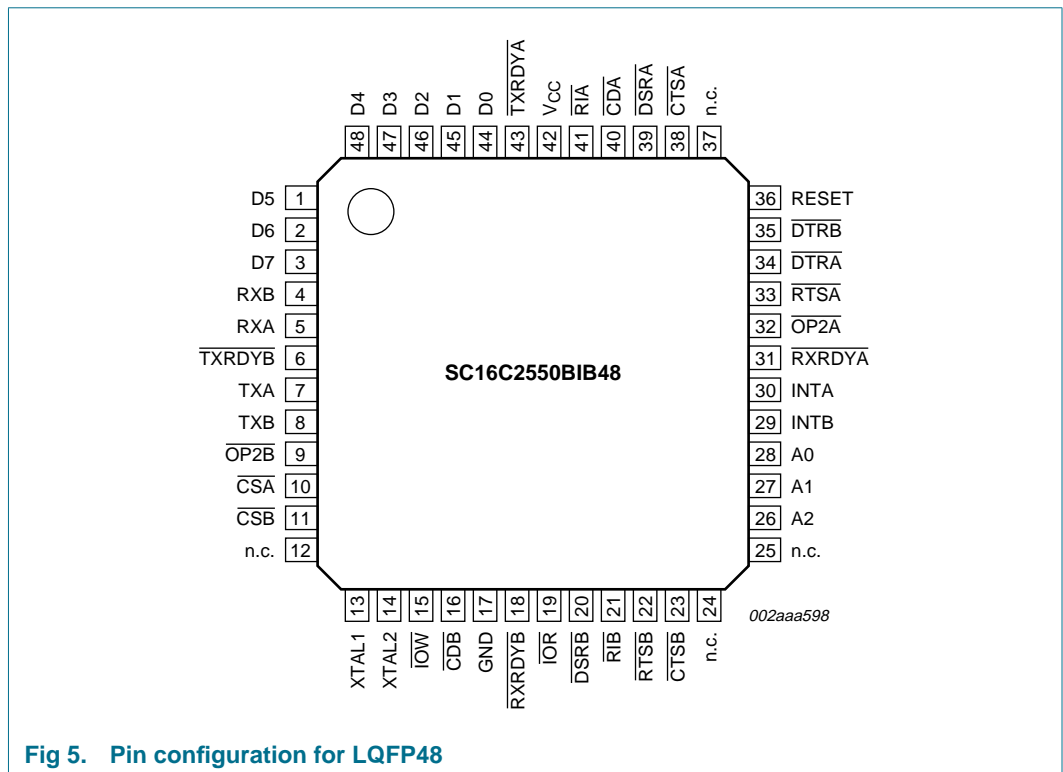 D4
D3
D2
D1
D0
TXRDYA
VCC
RIA
CDA
DSRA
CTSA
n.c.
48
47
46
45
44
43
42
41
40
39
38
37
D5 1
D6 2
D7 3
RXB 4
RXA 5
TXRDYB 6
TXA 7
TXB 8
OP2B 9
CSA 10
CSB 11
n.c. 12
SC16C2550BIB48
36 RESET
35 DTRB
34 DTRA
33 RTSA
32 OP2A
31 RXRDYA
30 INTA
29 INTB
28 A0
27 A1
26 A2
25 n.c.
13
14
15
16
17
18
19
20
21
22
23
24
XTAL1
XTAL2
IOW
CDB
GND
RXRDYB
IOR
DSRB
RIB
RTSB
CTSB
n.c.
002aaa598
Fig 5. Pin configuration for LQFP48